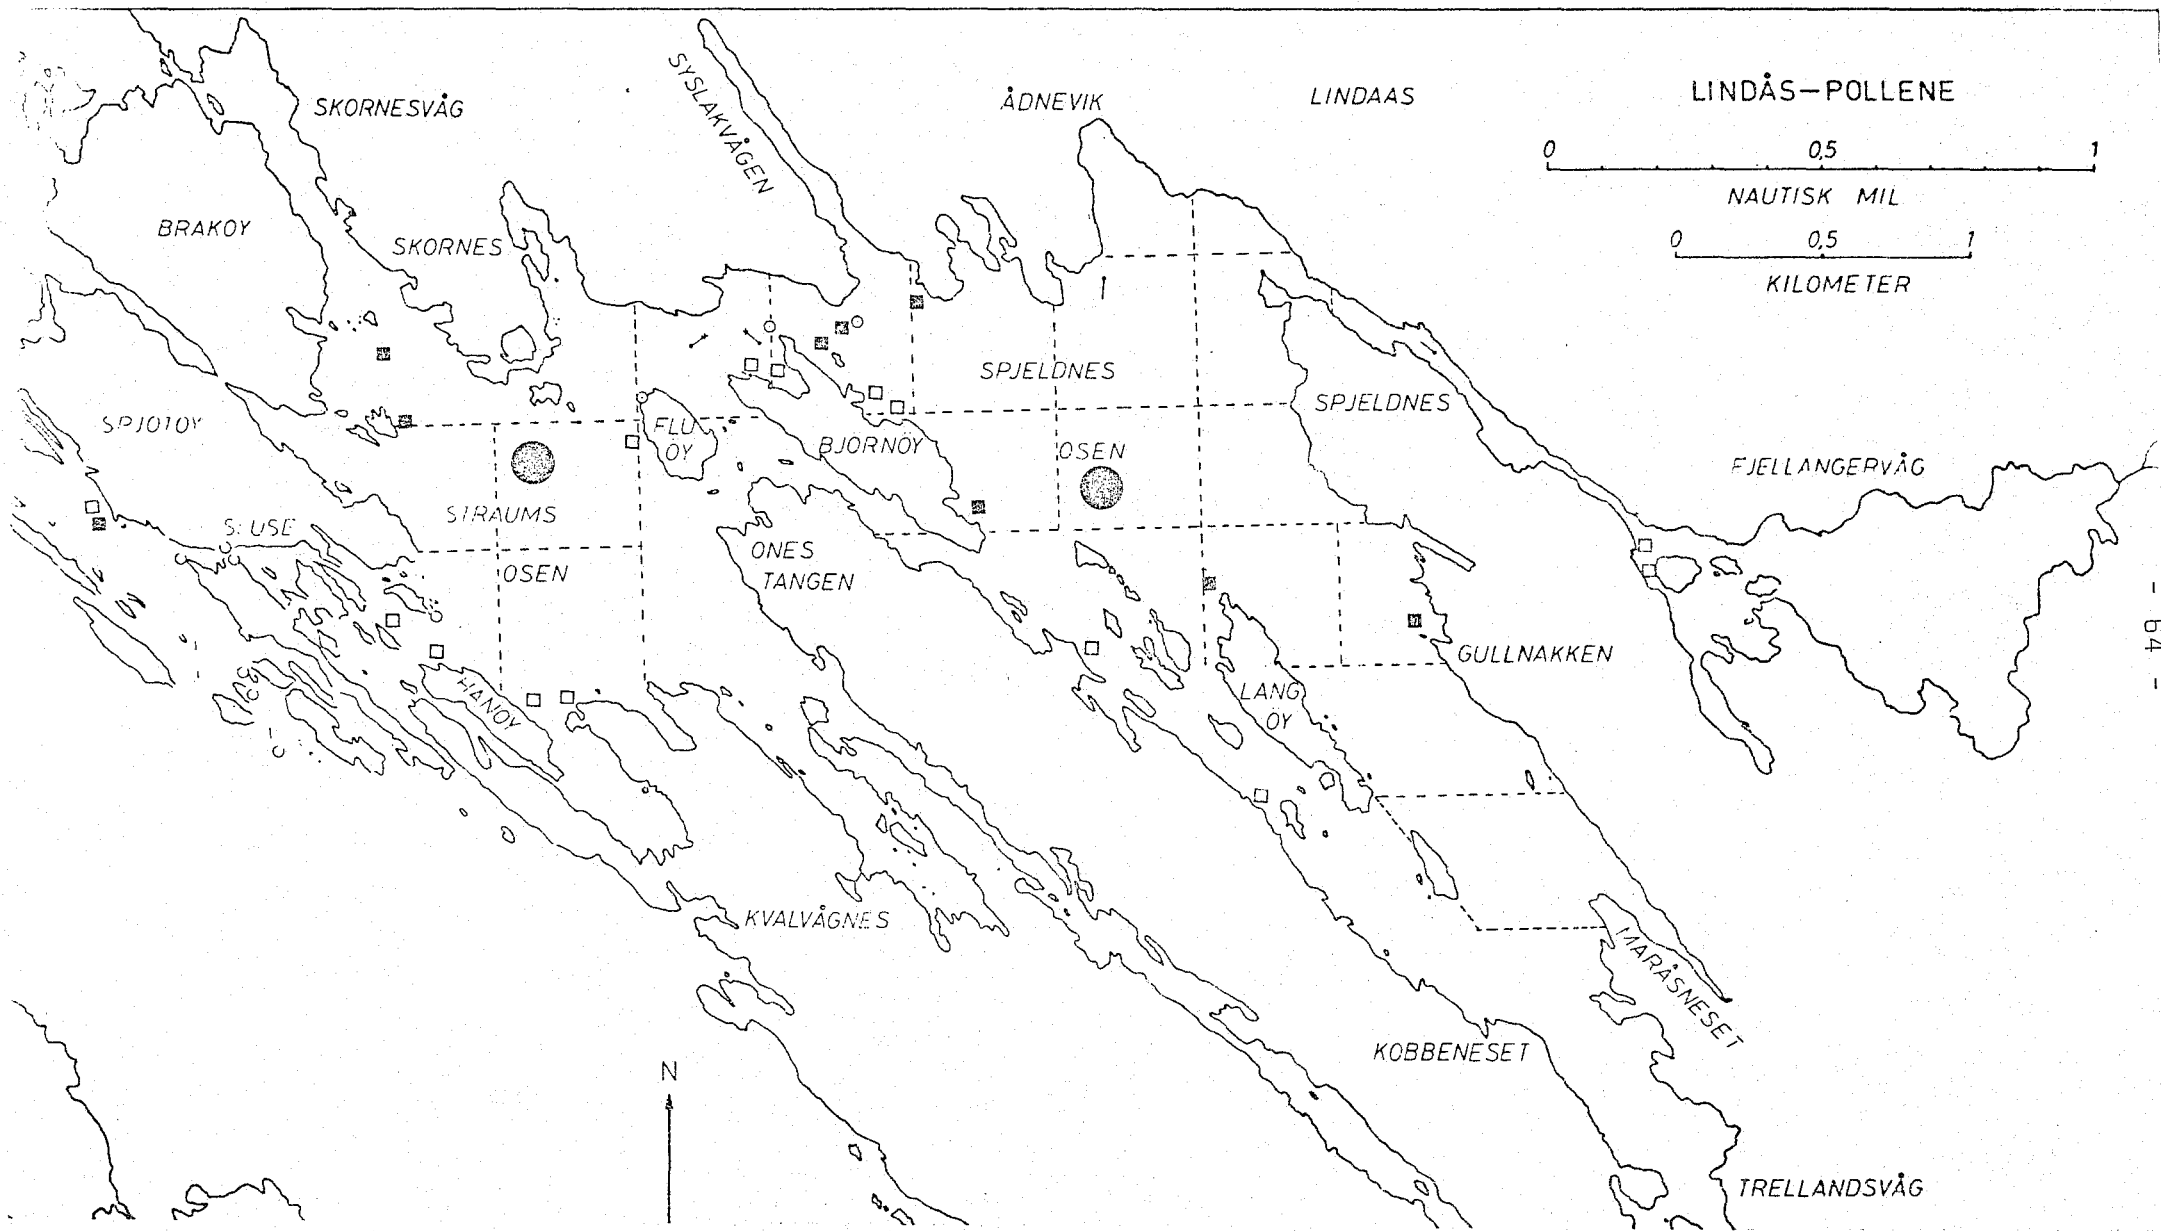 LINDÅS–POLLENE
0 0,5 1
NAUTISK MIL
0 0,5 1
KILOMETER
SKORNESVÅG
SYSLAKVÅGEN
ÅDNEVIK
LINDAAS
BRAKOY
SKORNES
SPJELDNES
SPJELDNES
SPJOTOY
FLU
ÖY
BJORNÖY
OSEN
FJELLANGERVÅG
STRAUMS
OSEN
ONES
TANGEN
GULLNAKKEN
HANOY
LANG
ÖY
KVALVÅGNES
MARÅSNESET
KOBBENESET
N
TRELLANDSVÅG
- 64 -